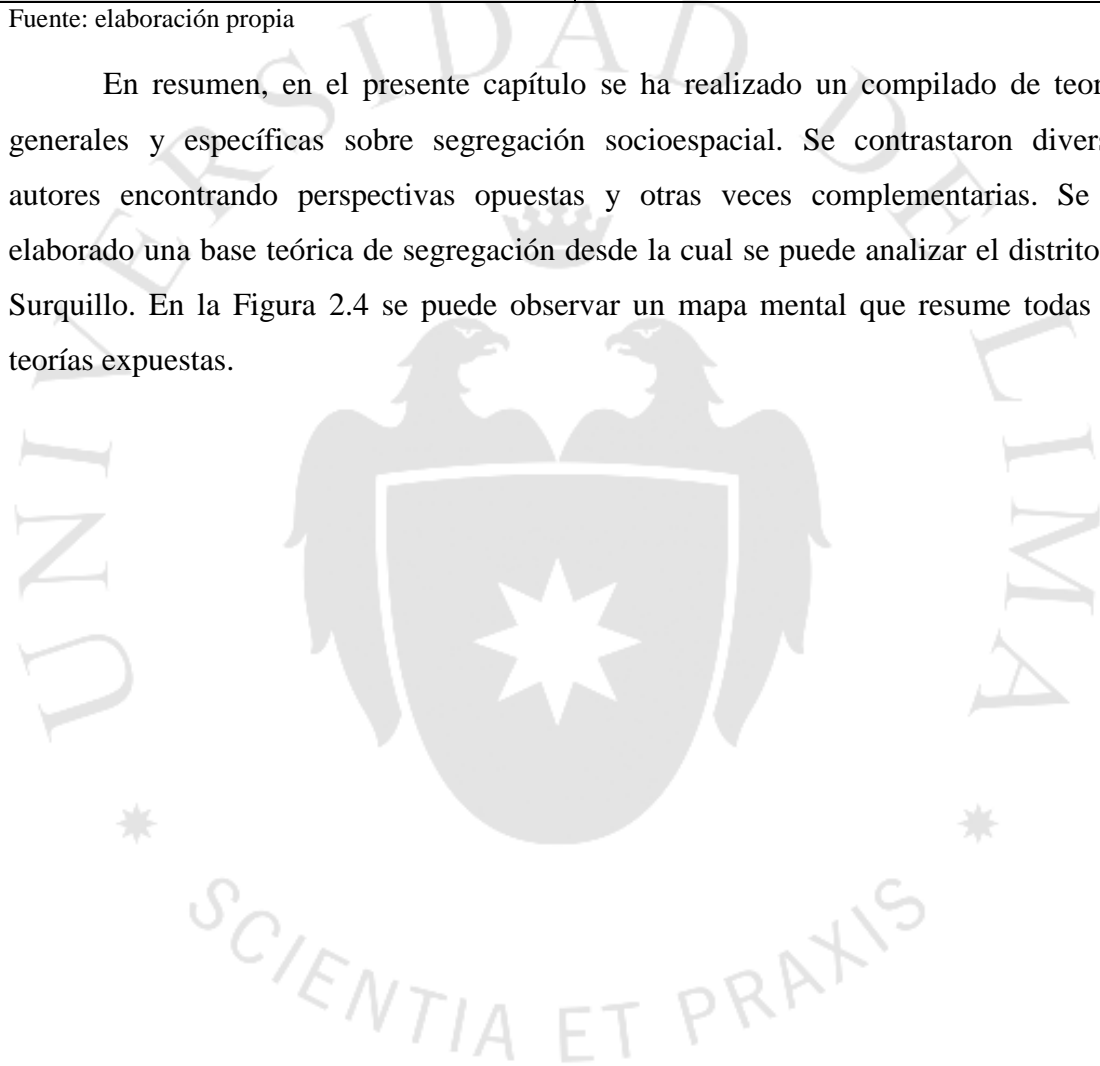 Fuente: elaboración propia
En resumen, en el presente capítulo se ha realizado un compilado de
generales y específicas sobre segregación socioespacial. Se contrastaron
autores encontrando perspectivas opuestas y otras veces complementarias. Se
elaborado una base teórica de segregación desde la cual se puede analizar el distrito
Surquillo. En la Figura 2.4 se puede observar un mapa mental que resume todas
teorías expuestas.
UNIVERSIDAD DE LIMA
SCIENTIA ET PRAXIS